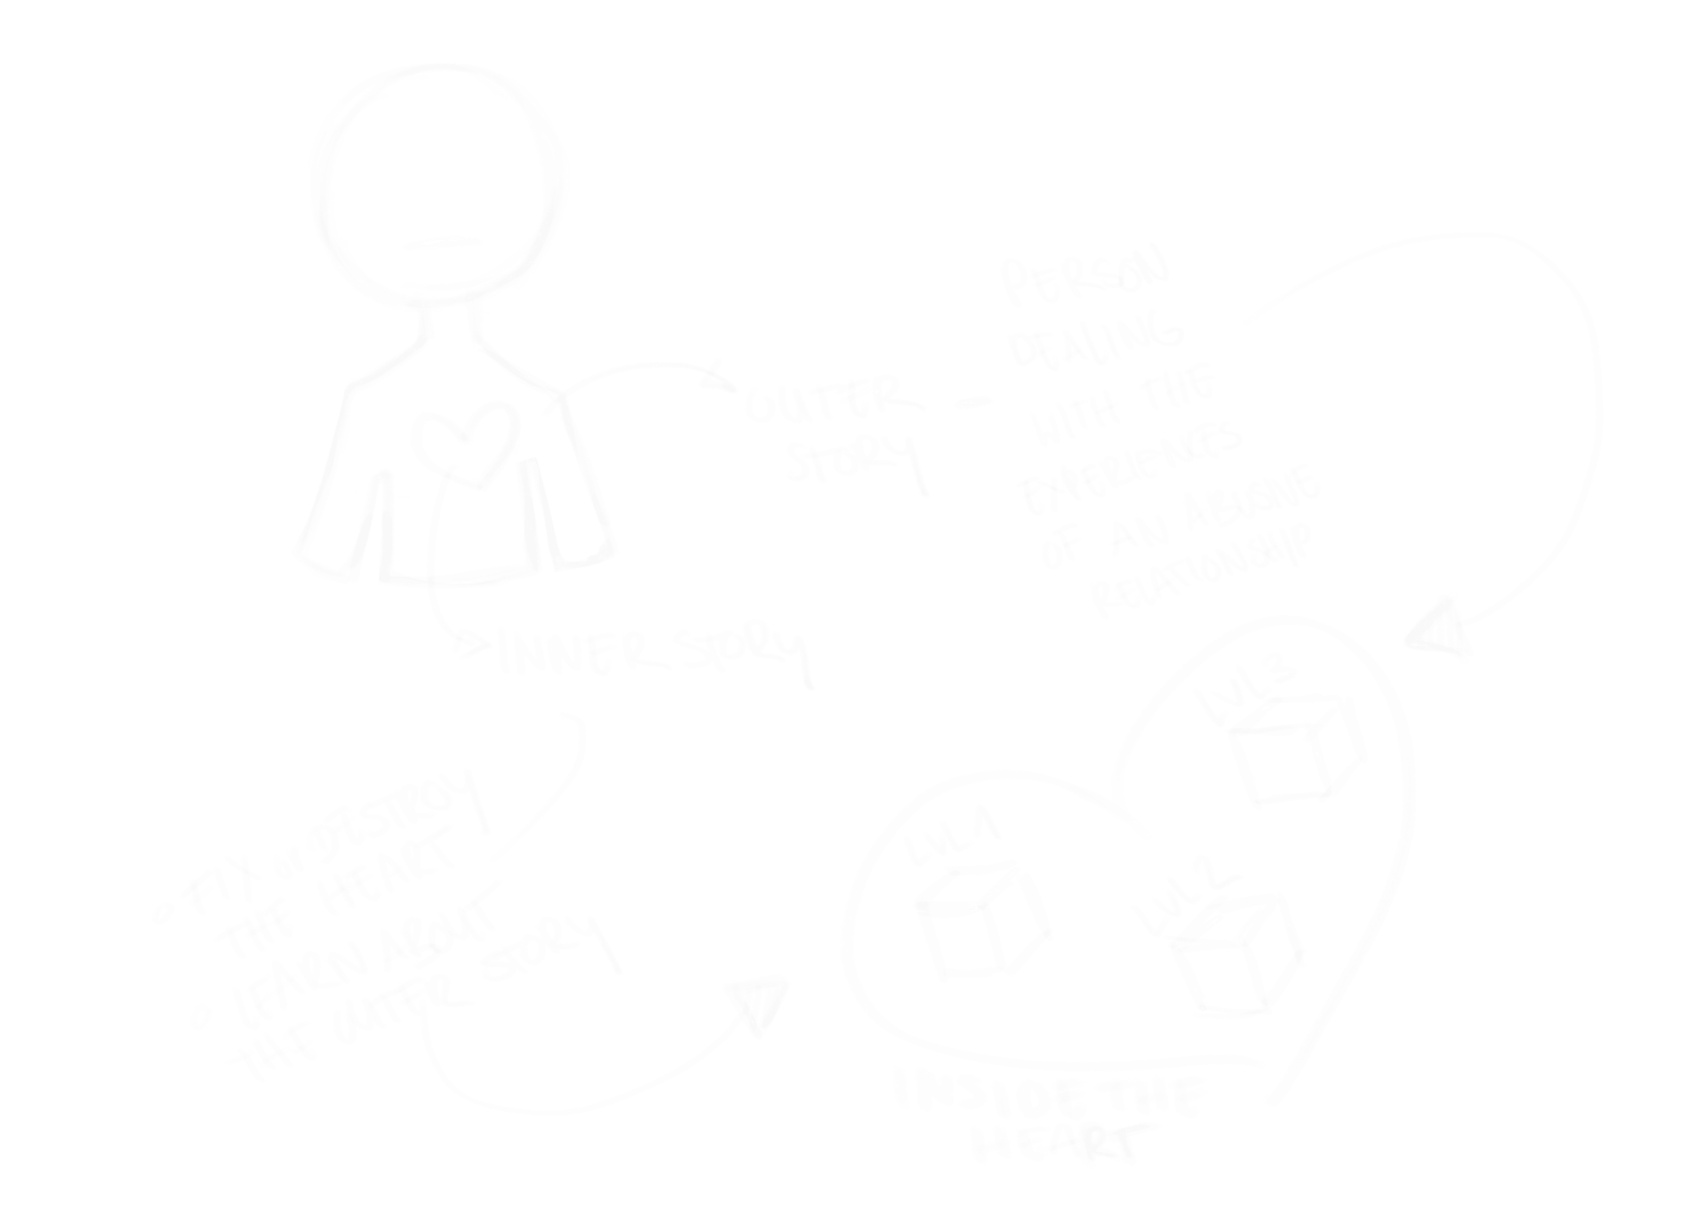 PERSON
DEALING
WITH THE
EXPERIENCES
OF AN ABUSIVE
RELATIONSHIP
OUTER —
STORY
INNER STORY
LVL 3
• FIX or DESTROY
THE HEART
• LEARN ABOUT
THE OUTER STORY
LVL 1
LVL 2
INSIDE THE
HEART